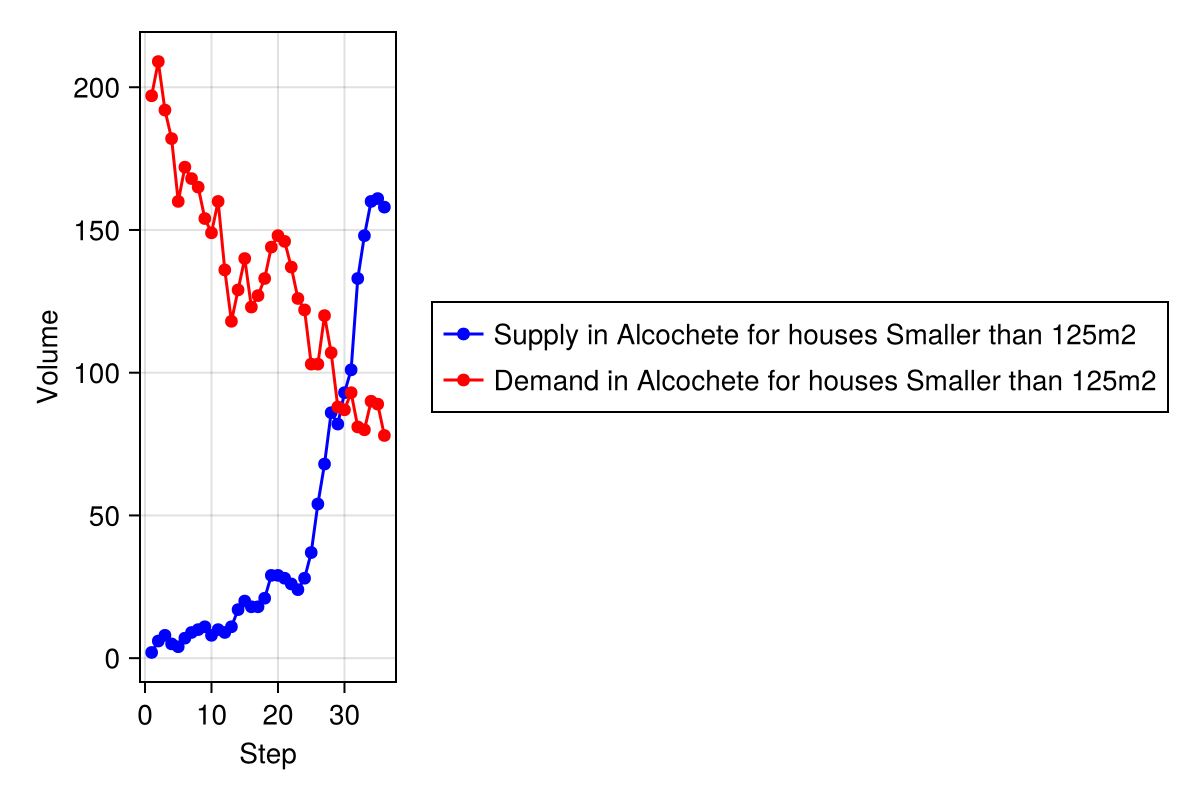 Volume
200
150
100
50
0
0 10 20 30
Step
Supply in Alcochete for houses Smaller than 125m2
Demand in Alcochete for houses Smaller than 125m2